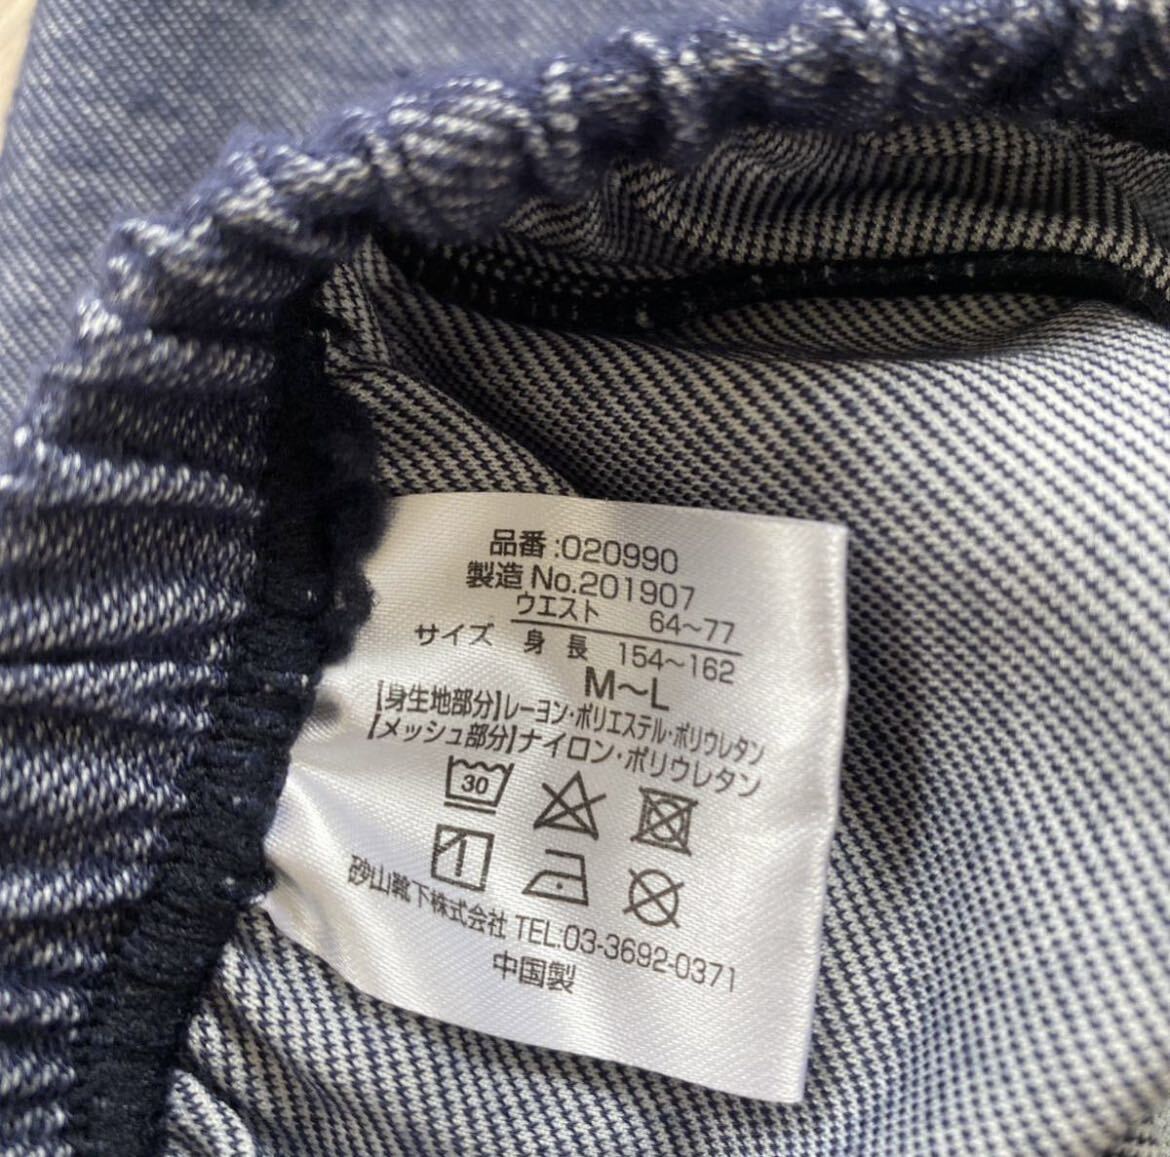 品番:020990
製造No.201907
サイズ ウエスト 64~77
身長 154~162
M~L
【身生地部分】レーヨン・ポリエステル・ポリウレタン
【メッシュ部分】ナイロン・ポリウレタン
30
砂山靴下株式会社 TEL.03-3692-0371
中国製